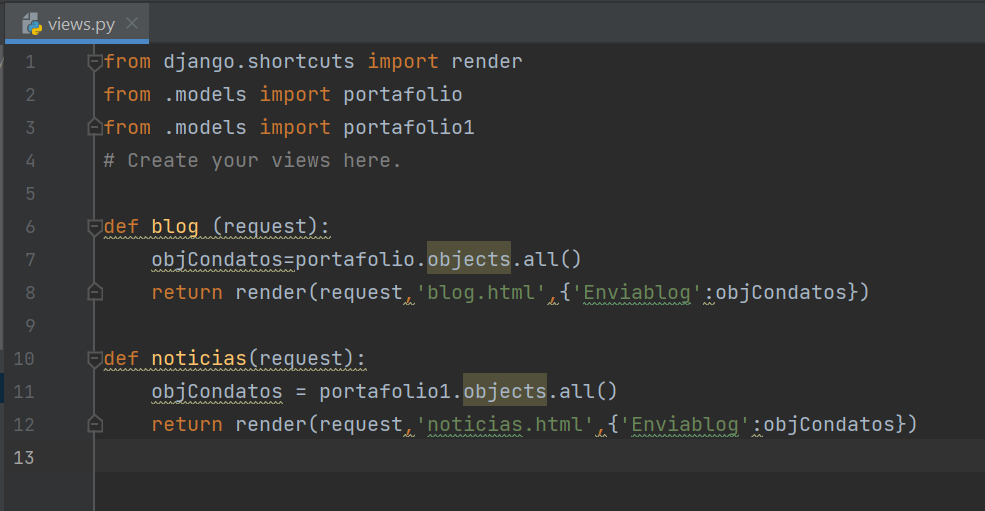 views.py
1 from django.shortcuts import render
2 from .models import portafolio
3 from .models import portafolio1
4 # Create your views here.
5
6 def blog (request):
7     objCondatos=portafolio.objects.all()
8     return render(request,'blog.html',{'Enviablog':objCondatos})
9
10 def noticias(request):
11     objCondatos = portafolio1.objects.all()
12     return render(request,'noticias.html',{'Enviablog':objCondatos})
13